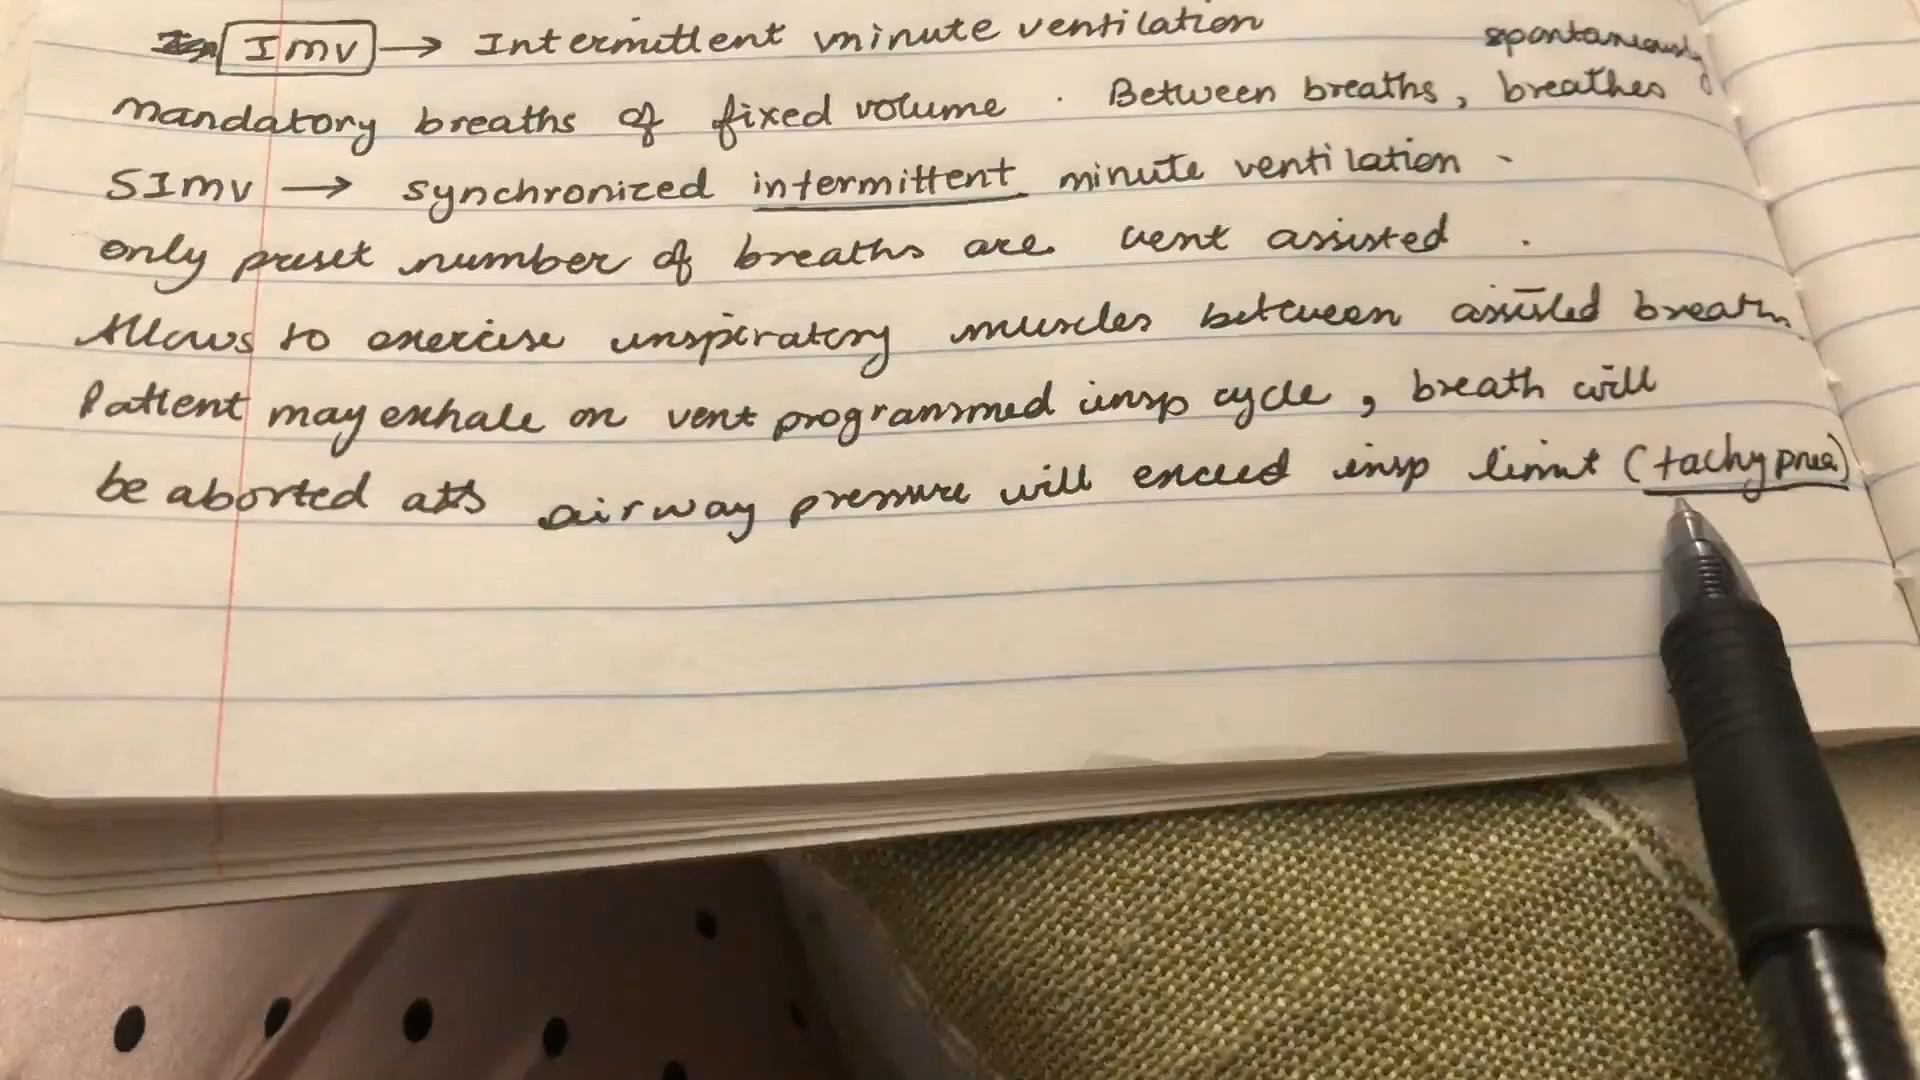 IMV → Intermittent minute ventilation
mandatory breaths of fixed volume. Between breaths, breathes spontaneously
SIMV → synchronized intermittent minute ventilation.
only preset number of breaths are vent assisted.
Allows to exercise inspiratory muscles between assisted breath
Patient may exhale on vent programmed insp cycle, breath will
be aborted as airway pressure will exceed insp limit (tachypnea)